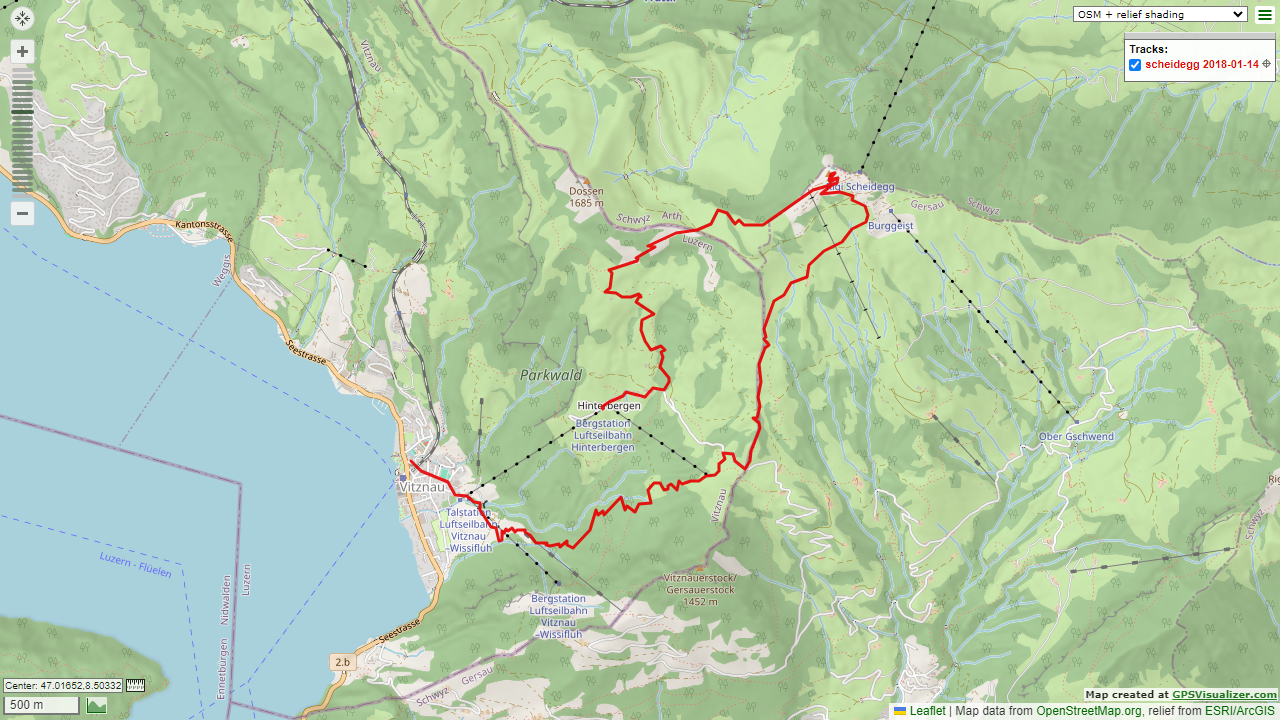 OSM + relief shading
Tracks:
scheidegg 2018-01-14
Vitznau
Dossen
1685 m
Rigi Scheidegg
Gersau
Schwyz
Schwyz
Arth
Burggeist
Luzern
Kantonsstrasse
Weggis
Seestrasse
Parkwald
Hinterbergen
Bergstation
Luftseilbahn
Hinterbergen
Ober Gschwend
Vitznau
Talstation
Luftseilbahn
Vitznau
–Wissifluh
Vitznau
Schwyz
Luzern - Flüelen
Vitznauerstock/
Gersauerstock
1452 m
Bergstation
Luftseilbahn
Vitznau
–Wissifluh
Nidwalden
Luzern
Ennetbürgen
Seestrasse
2.b
Gersau
Schwyz
Center: 47.01652,8.50332
500 m
Map created at GPSVisualizer.com
Leaflet | Map data from OpenStreetMap.org, relief from ESRI/ArcGIS